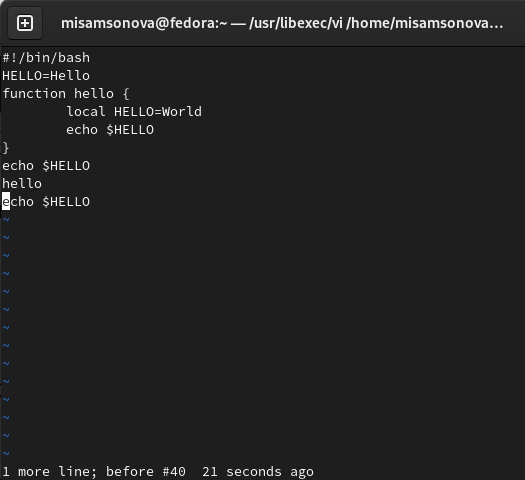 misamsonova@fedora:~ — /usr/libexec/vi /home/misamsonova...
#!/bin/bash
HELLO=Hello
function hello {
        local HELLO=World
        echo $HELLO
}
echo $HELLO
hello
echo $HELLO
~
~
~
~
~
~
~
~
~
~
~
~
~
~
1 more line; before #40  21 seconds ago